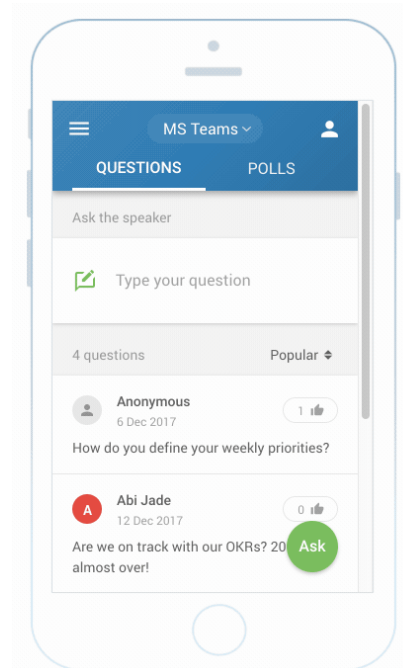 MS Teams
QUESTIONS POLLS
Ask the speaker
Type your question
4 questions Popular
Anonymous
6 Dec 2017
1
How do you define your weekly priorities?
A
Abi Jade
12 Dec 2017
0
Are we on track with our OKRs? 20
Ask
almost over!